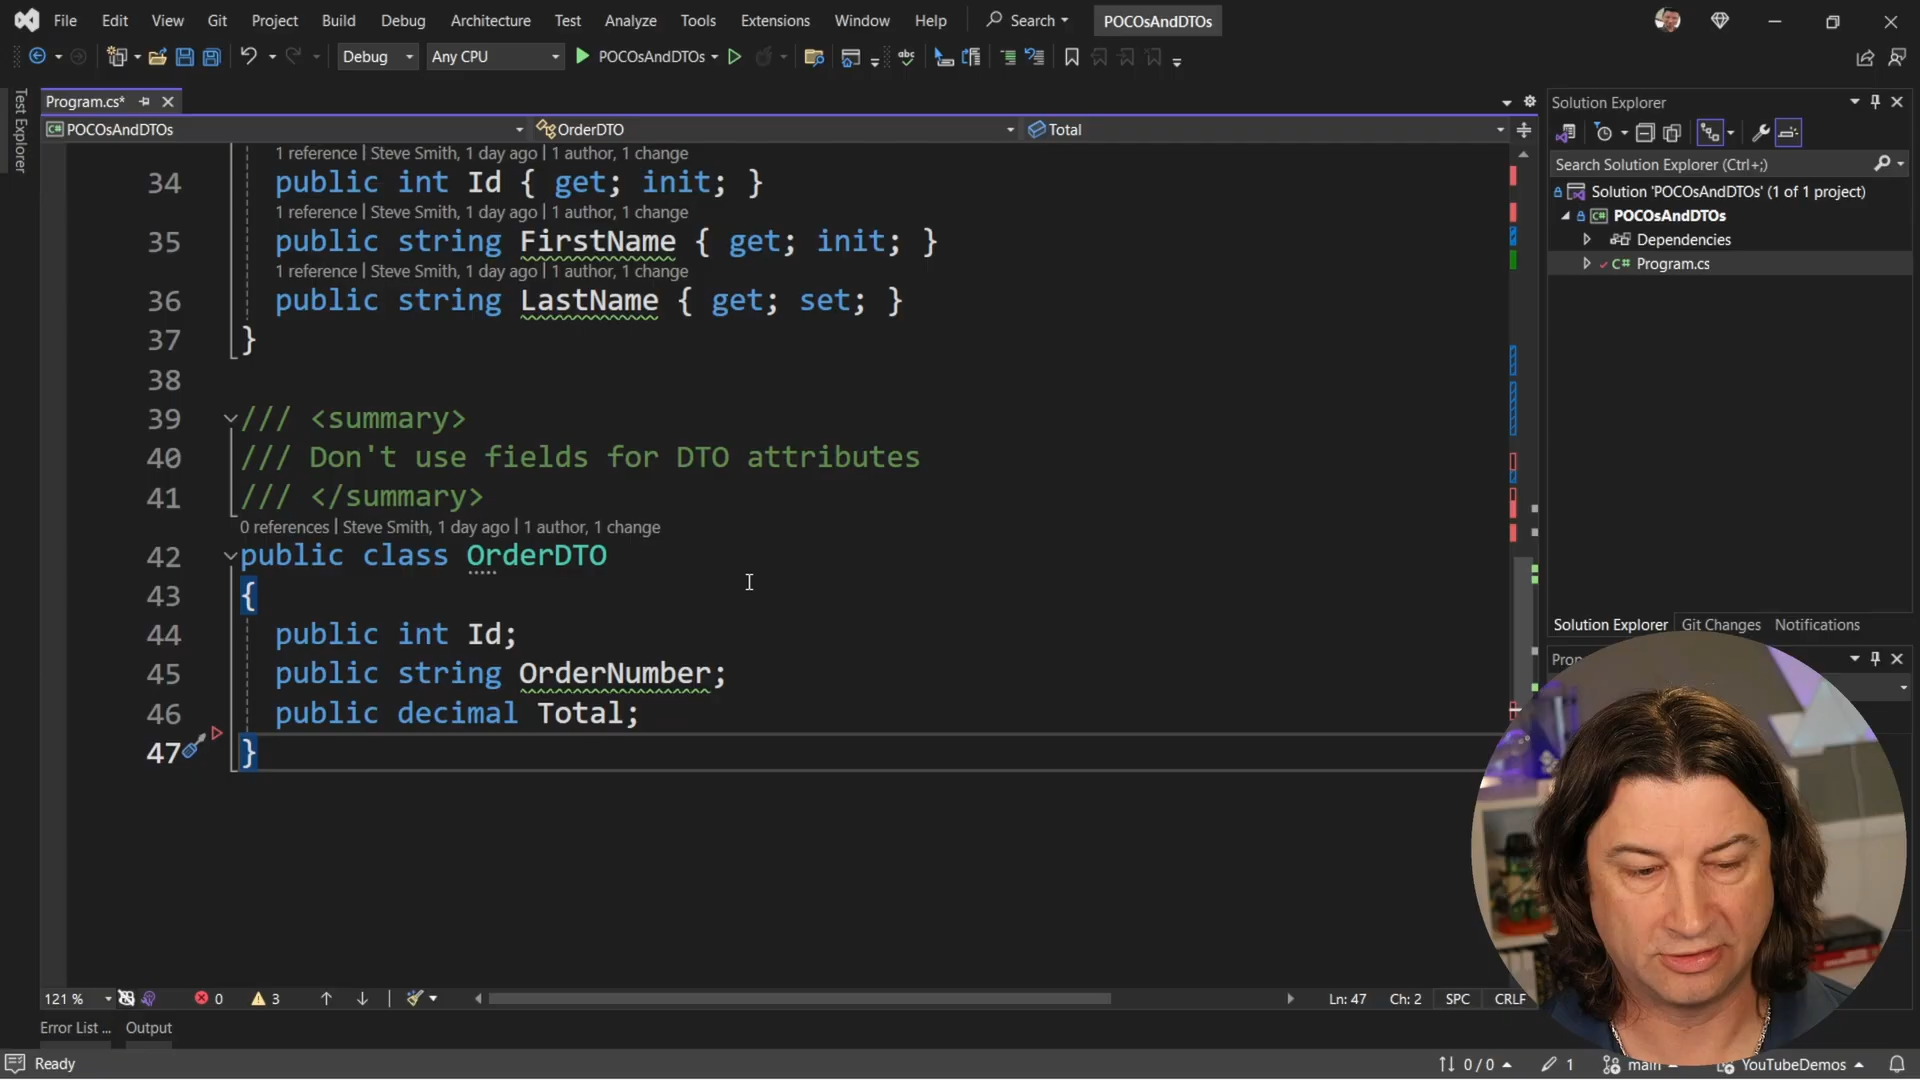 File Edit View Git Project Build Debug Architecture Test Analyze Tools Extensions Window Help Search POCOsAndDTOs
Debug Any CPU POCOsAndDTOs
Test Explorer
Program.cs*
POCOsAndDTOs OrderDTO Total
1 reference | Steve Smith, 1 day ago | 1 author, 1 change
34 public int Id { get; init; }
1 reference | Steve Smith, 1 day ago | 1 author, 1 change
35 public string FirstName { get; init; }
1 reference | Steve Smith, 1 day ago | 1 author, 1 change
36 public string LastName { get; set; }
37 }
38
39 /// <summary>
40 /// Don't use fields for DTO attributes
41 /// </summary>
0 references | Steve Smith, 1 day ago | 1 author, 1 change
42 public class OrderDTO
43 {
44 public int Id;
45 public string OrderNumber;
46 public decimal Total;
47 }
121 % 0 3 Ln: 47 Ch: 2 SPC CRLF
Error List ... Output
Ready
Solution Explorer
Search Solution Explorer (Ctrl+;)
Solution 'POCOsAndDTOs' (1 of 1 project)
POCOsAndDTOs
Dependencies
C# Program.cs
Solution Explorer Git Changes Notifications
0 / 0 1 main YouTubeDemos